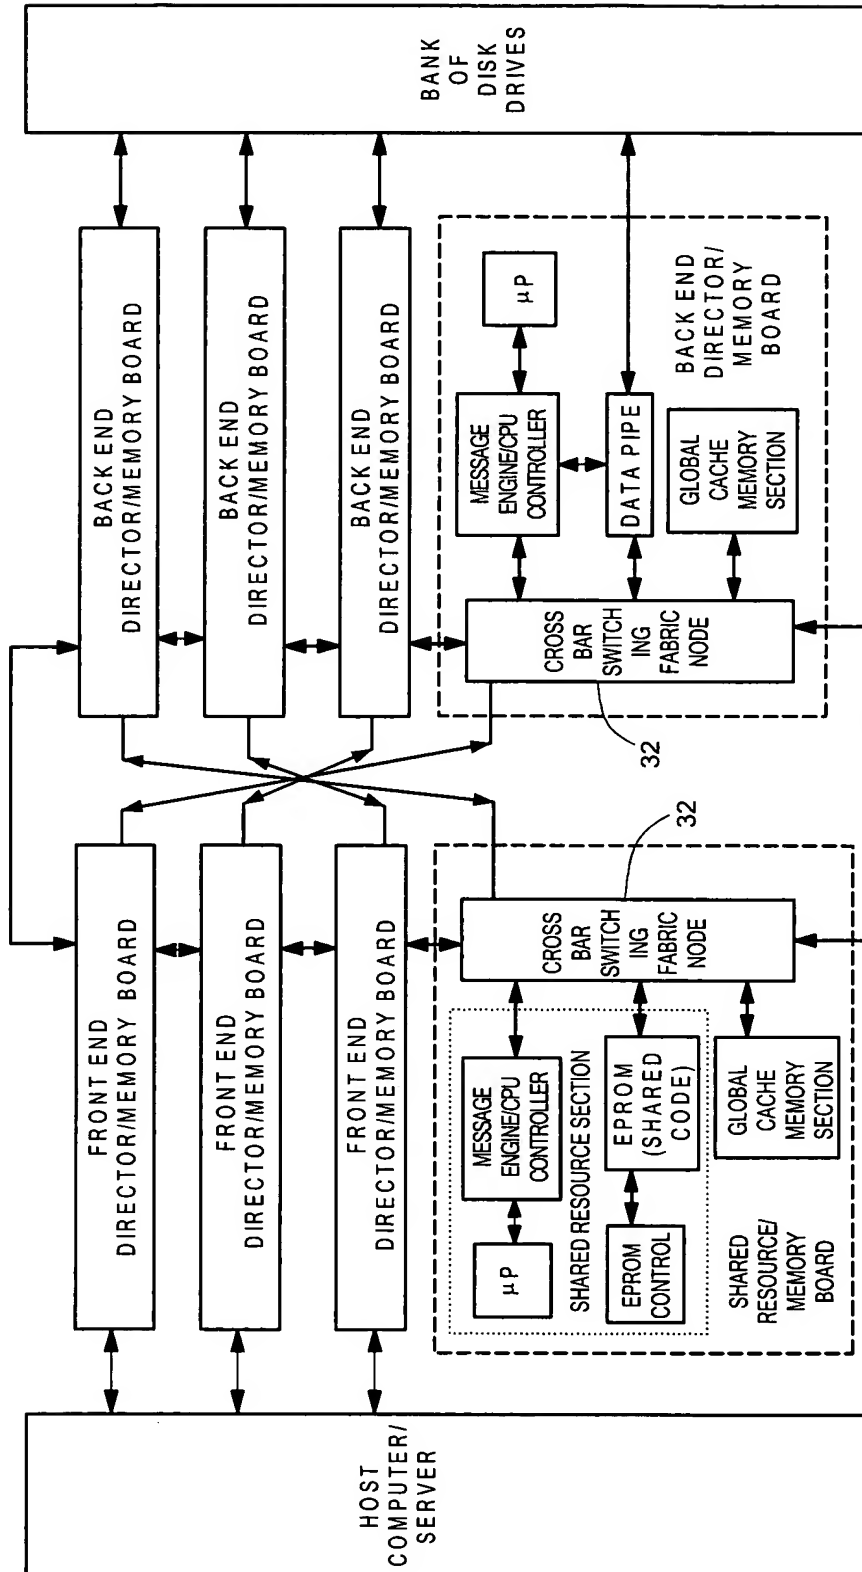 HOST
COMPUTER/
SERVER
FRONT END
DIRECTOR/MEMORY BOARD
FRONT END
DIRECTOR/MEMORY BOARD
FRONT END
DIRECTOR/MEMORY BOARD
µP
MESSAGE
ENGINE/CPU
CONTROLLER
SHARED RESOURCE SECTION
EPROM
CONTROL
EPROM
(SHARED
CODE)
SHARED
RESOURCE/
MEMORY
BOARD
GLOBAL
CACHE
MEMORY
SECTION
CROSS
BAR
SWITCH
ING
FABRIC
NODE
32
BACK END
DIRECTOR/MEMORY BOARD
BACK END
DIRECTOR/MEMORY BOARD
BACK END
DIRECTOR/MEMORY BOARD
32
CROSS
BAR
SWITCH
ING
FABRIC
NODE
MESSAGE
ENGINE/CPU
CONTROLLER
µP
DATA PIPE
GLOBAL
CACHE
MEMORY
SECTION
BACK END
DIRECTOR/
MEMORY
BOARD
BANK
OF
DISK
DRIVES